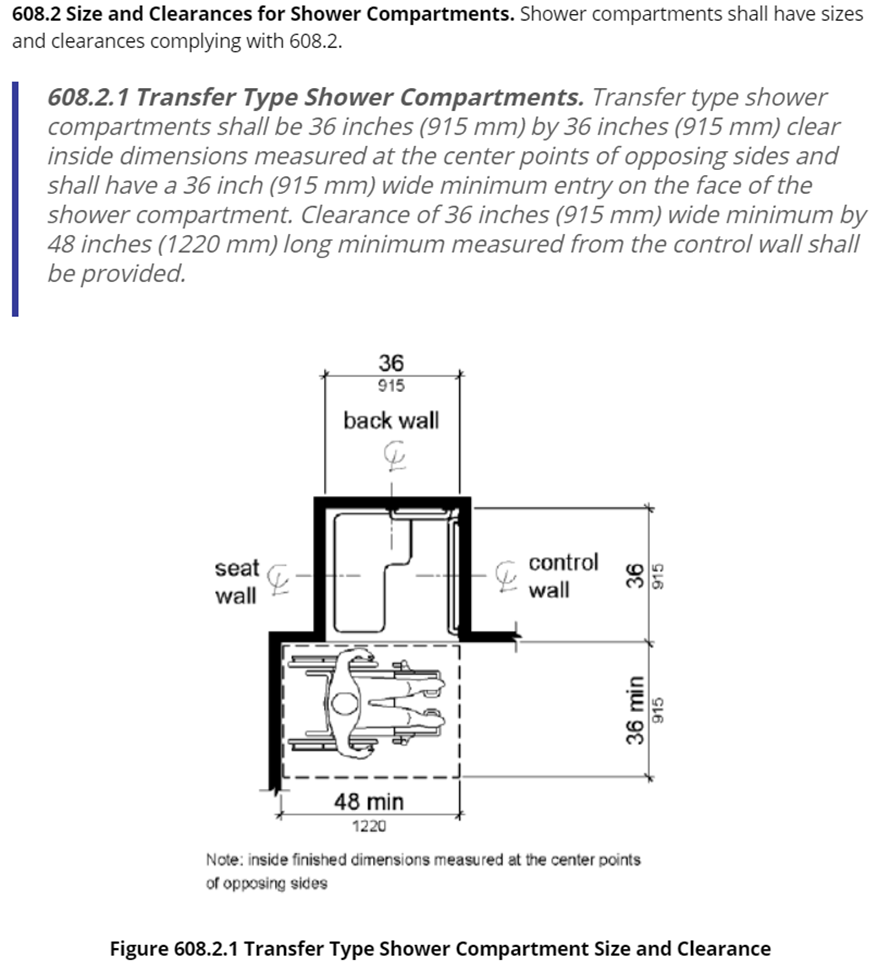 608.2 Size and Clearances for Shower Compartments. Shower compartments shall have sizes
and clearances complying with 608.2.
608.2.1 Transfer Type Shower Compartments. Transfer type shower
compartments shall be 36 inches (915 mm) by 36 inches (915 mm) clear
inside dimensions measured at the center points of opposing sides and
shall have a 36 inch (915 mm) wide minimum entry on the face of the
shower compartment. Clearance of 36 inches (915 mm) wide minimum by
48 inches (1220 mm) long minimum measured from the control wall shall
be provided.
36
915
back wall
℄
seat
wall
℄
℄
control
wall
36
915
36 min
915
48 min
1220
Note: inside finished dimensions measured at the center points
of opposing sides
Figure 608.2.1 Transfer Type Shower Compartment Size and Clearance